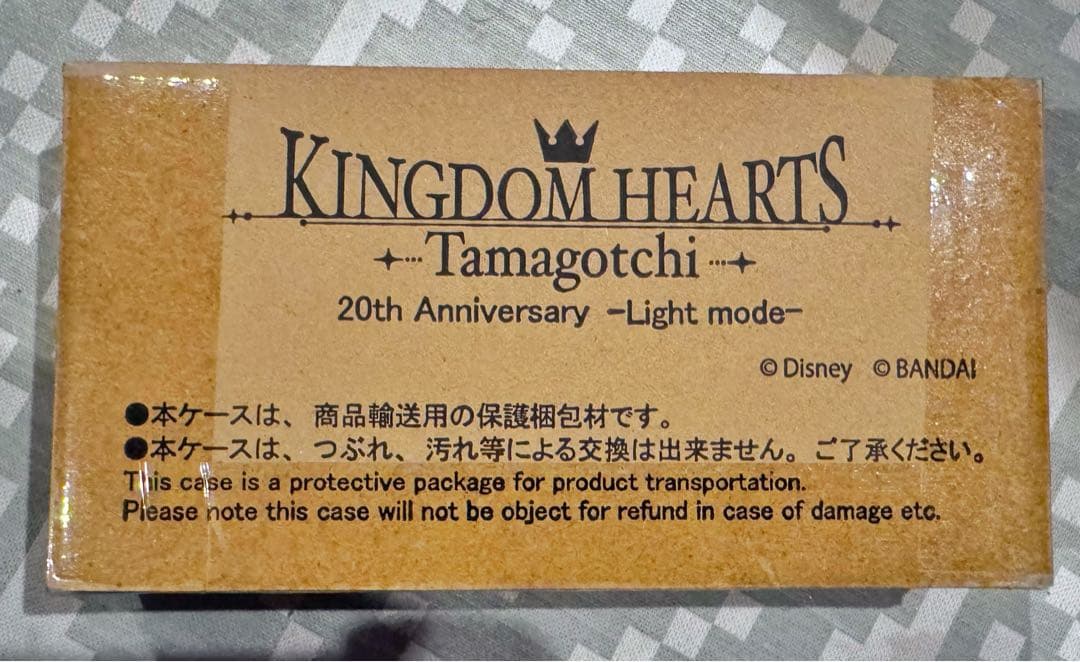 KINGDOM HEARTS
Tamagotchi
20th Anniversary -Light mode-
© Disney © BANDAI
●本ケースは、商品輸送用の保護梱包材です。
●本ケースは、つぶれ、汚れ等による交換は出来ません。ご了承ください。
This case is a protective package for product transportation.
Please note this case will not be object for refund in case of damage etc.